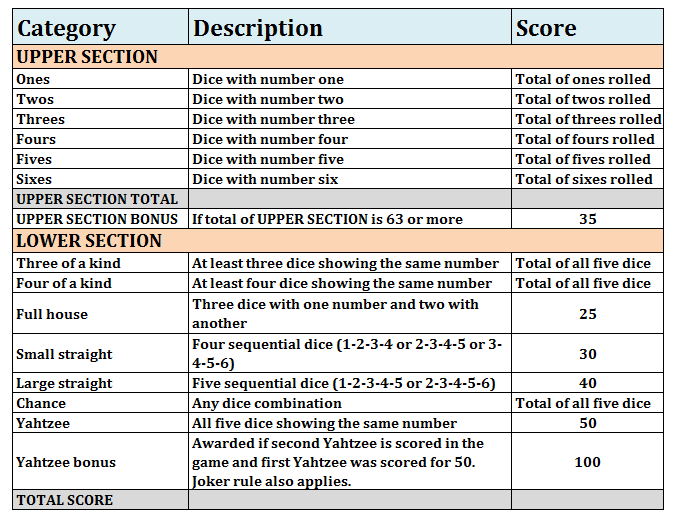 Category Description Score
UPPER SECTION
Ones Dice with number one Total of ones rolled
Twos Dice with number two Total of twos rolled
Threes Dice with number three Total of threes rolled
Fours Dice with number four Total of fours rolled
Fives Dice with number five Total of fives rolled
Sixes Dice with number six Total of sixes rolled
UPPER SECTION TOTAL
UPPER SECTION BONUS If total of UPPER SECTION is 63 or more 35
LOWER SECTION
Three of a kind At least three dice showing the same number Total of all five dice
Four of a kind At least four dice showing the same number Total of all five dice
Full house Three dice with one number and two with 25
another
Small straight Four sequential dice (1-2-3-4 or 2-3-4-5 or 3- 30
4-5-6)
Large straight Five sequential dice (1-2-3-4-5 or 2-3-4-5-6) 40
Chance Any dice combination Total of all five dice
Yahtzee All five dice showing the same number 50
Awarded if second Yahtzee is scored in the
Yahtzee bonus game and first Yahtzee was scored for 50. 100
Joker rule also applies.
TOTAL SCORE